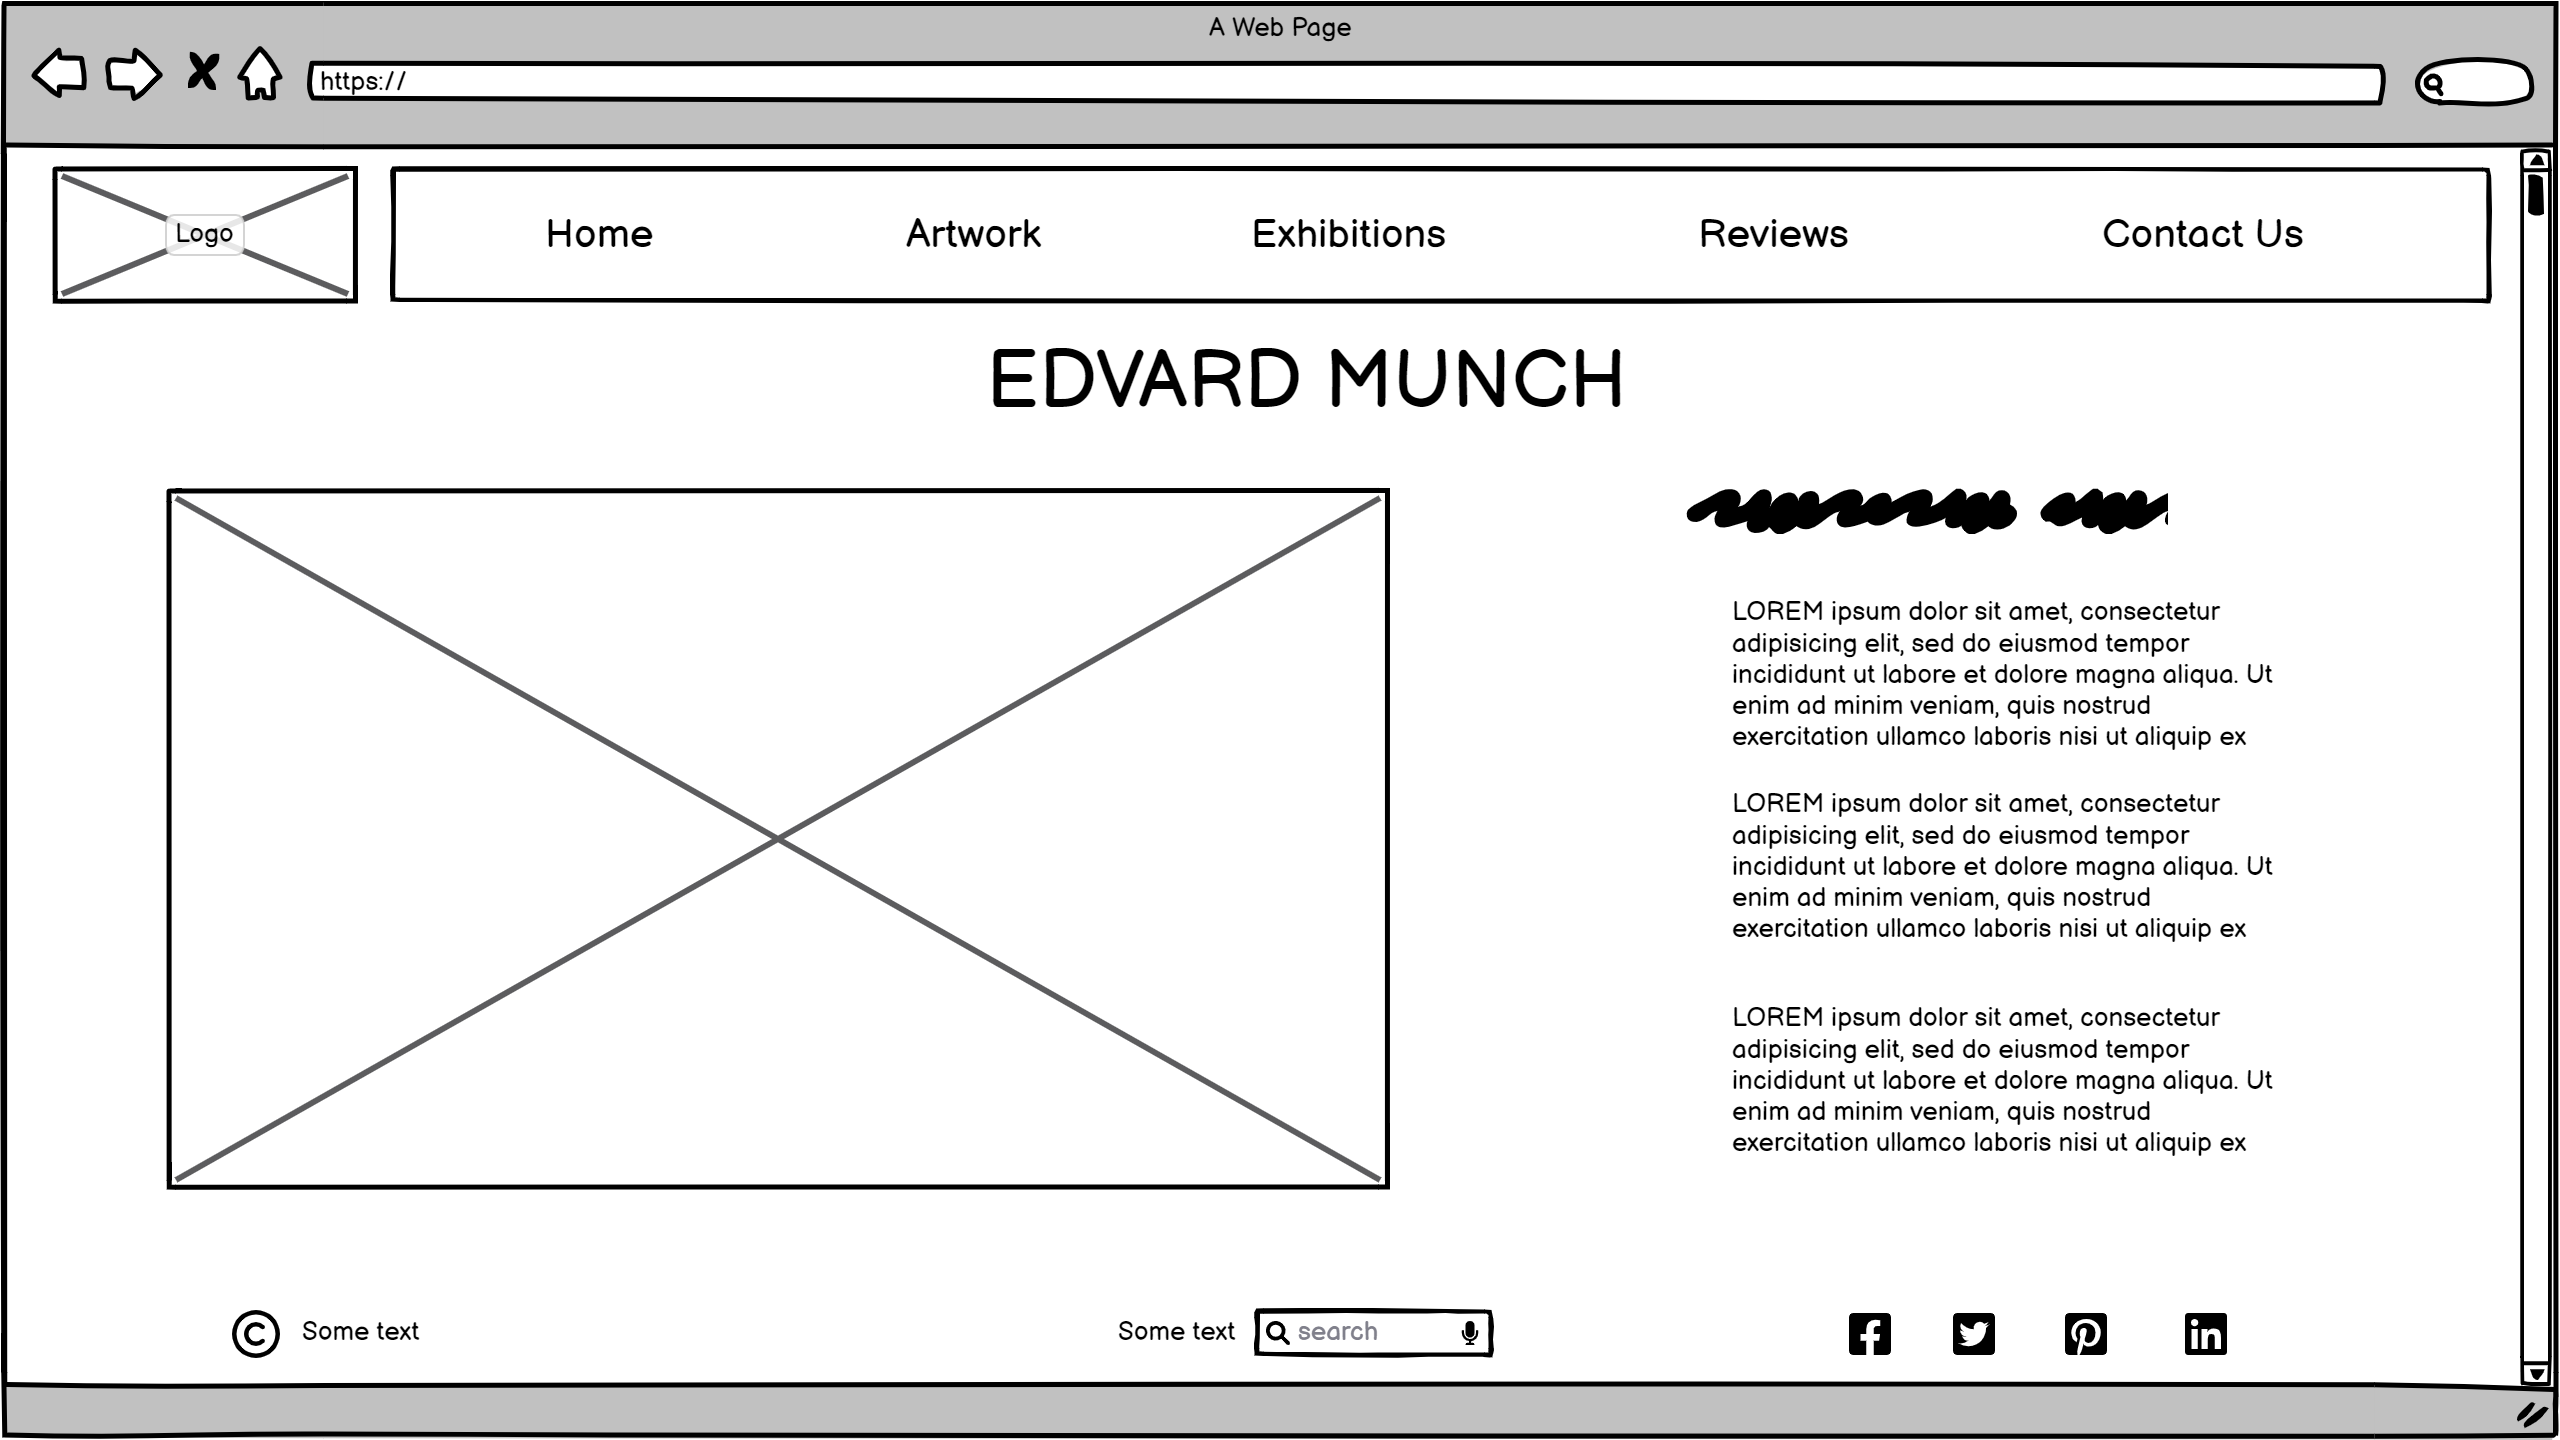 A Web Page
https://
Logo
Home Artwork Exhibitions Reviews Contact Us
EDVARD MUNCH
LOREM ipsum dolor sit amet, consectetur
adipisicing elit, sed do eiusmod tempor
incididunt ut labore et dolore magna aliqua. Ut
enim ad minim veniam, quis nostrud
exercitation ullamco laboris nisi ut aliquip ex
LOREM ipsum dolor sit amet, consectetur
adipisicing elit, sed do eiusmod tempor
incididunt ut labore et dolore magna aliqua. Ut
enim ad minim veniam, quis nostrud
exercitation ullamco laboris nisi ut aliquip ex
LOREM ipsum dolor sit amet, consectetur
adipisicing elit, sed do eiusmod tempor
incididunt ut labore et dolore magna aliqua. Ut
enim ad minim veniam, quis nostrud
exercitation ullamco laboris nisi ut aliquip ex
© Some text
Some text search